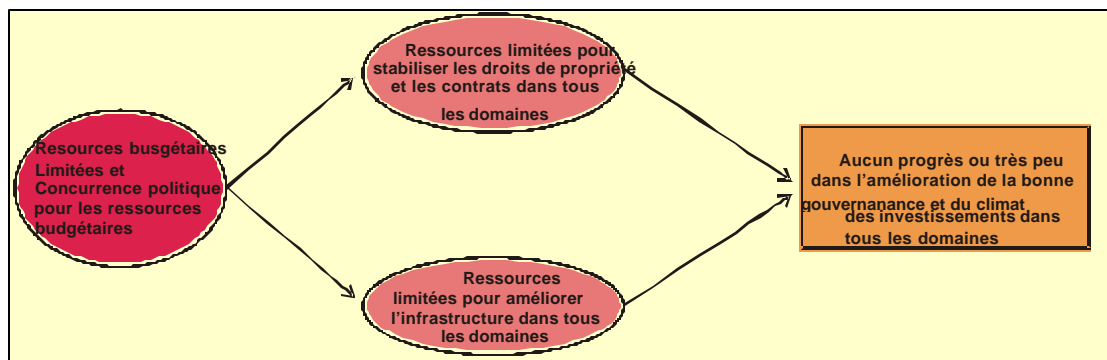 Resources busgétaires
Limitées et
Concurrence politique
pour les ressources
budgétaires
Ressources limitées pour
stabiliser les droits de propriété
et les contrats dans tous
les domaines
Ressources
limitées pour améliorer
l'infrastructure dans tous
les domaines
Aucun progrès ou très peu
dans l'amélioration de la bonne
gouvernanance et du climat
des investissements dans
tous les domaines